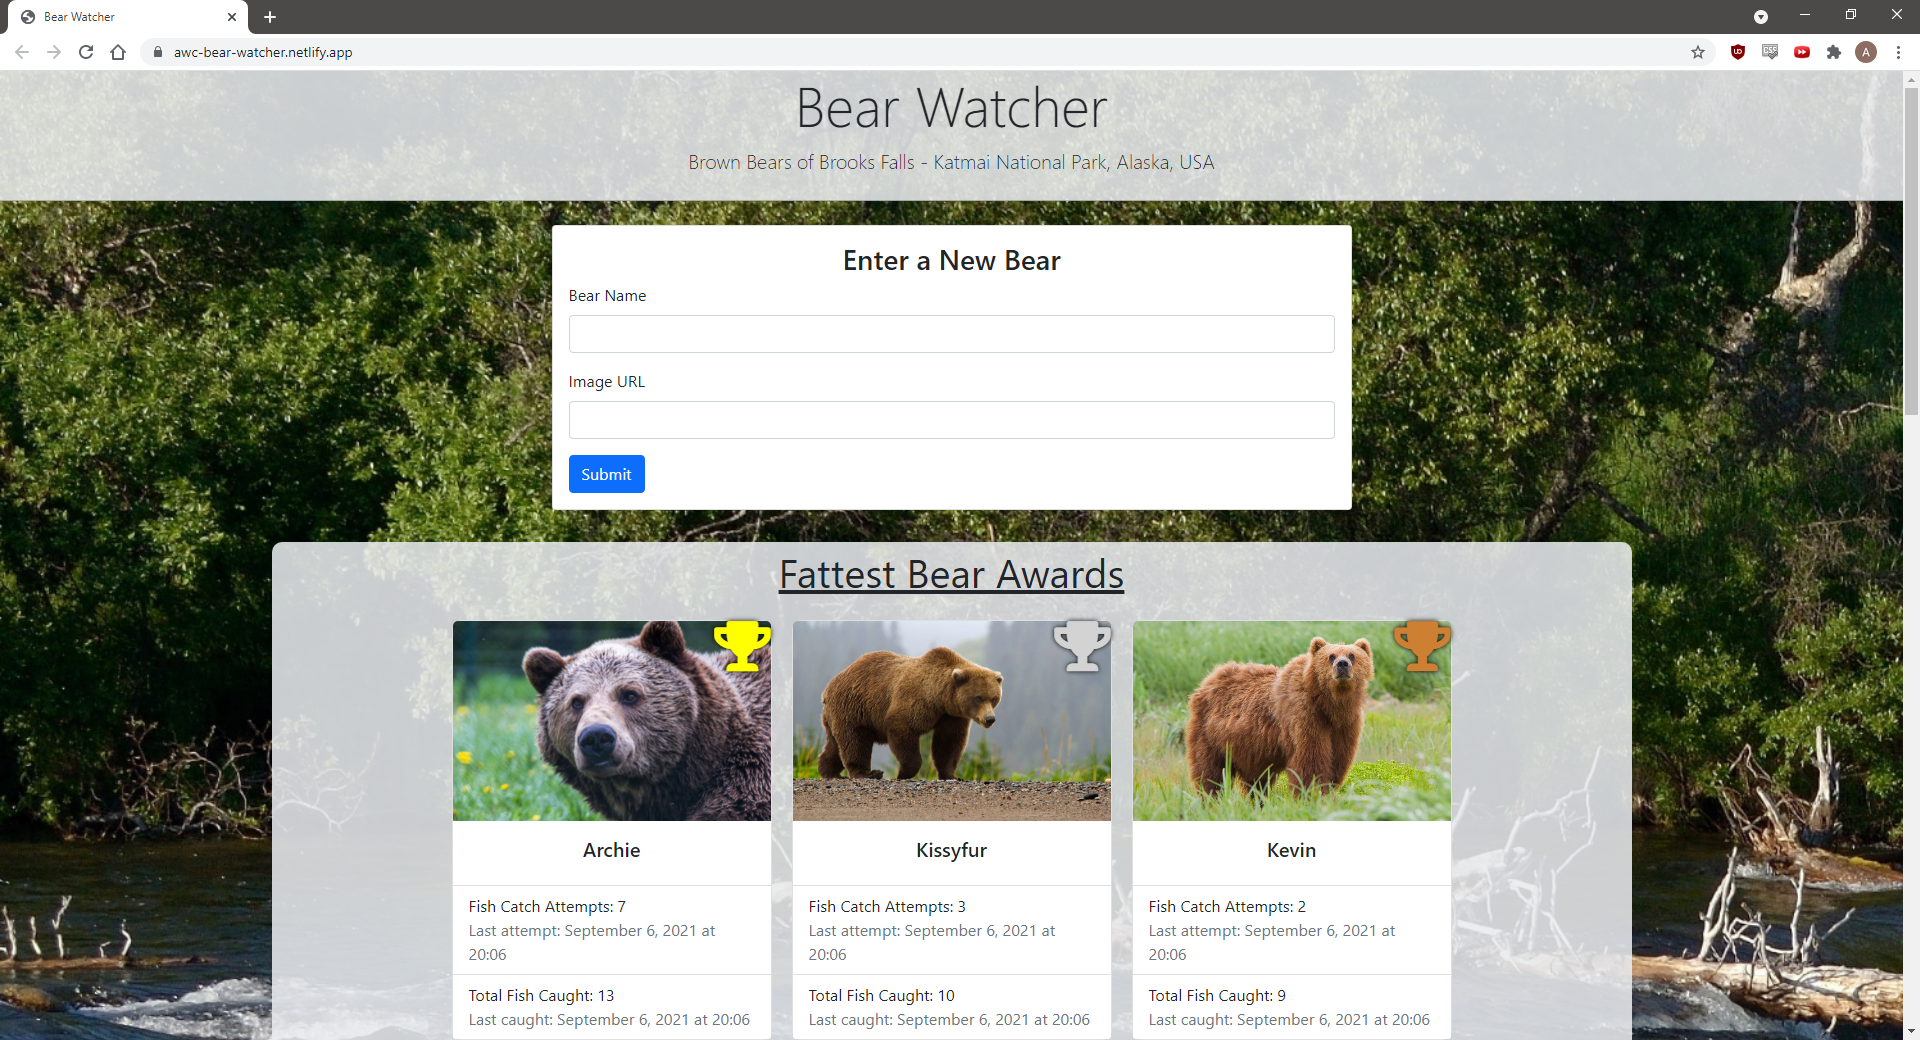 Bear Watcher
awc-bear-watcher.netlify.app
A
Bear Watcher
Brown Bears of Brooks Falls - Katmai National Park, Alaska, USA
Enter a New Bear
Bear Name
Image URL
Submit
Fattest Bear Awards
Archie
Fish Catch Attempts: 7
Last attempt: September 6, 2021 at
20:06
Total Fish Caught: 13
Last caught: September 6, 2021 at 20:06
Kissyfur
Fish Catch Attempts: 3
Last attempt: September 6, 2021 at
20:06
Total Fish Caught: 10
Last caught: September 6, 2021 at 20:06
Kevin
Fish Catch Attempts: 2
Last attempt: September 6, 2021 at
20:06
Total Fish Caught: 9
Last caught: September 6, 2021 at 20:06